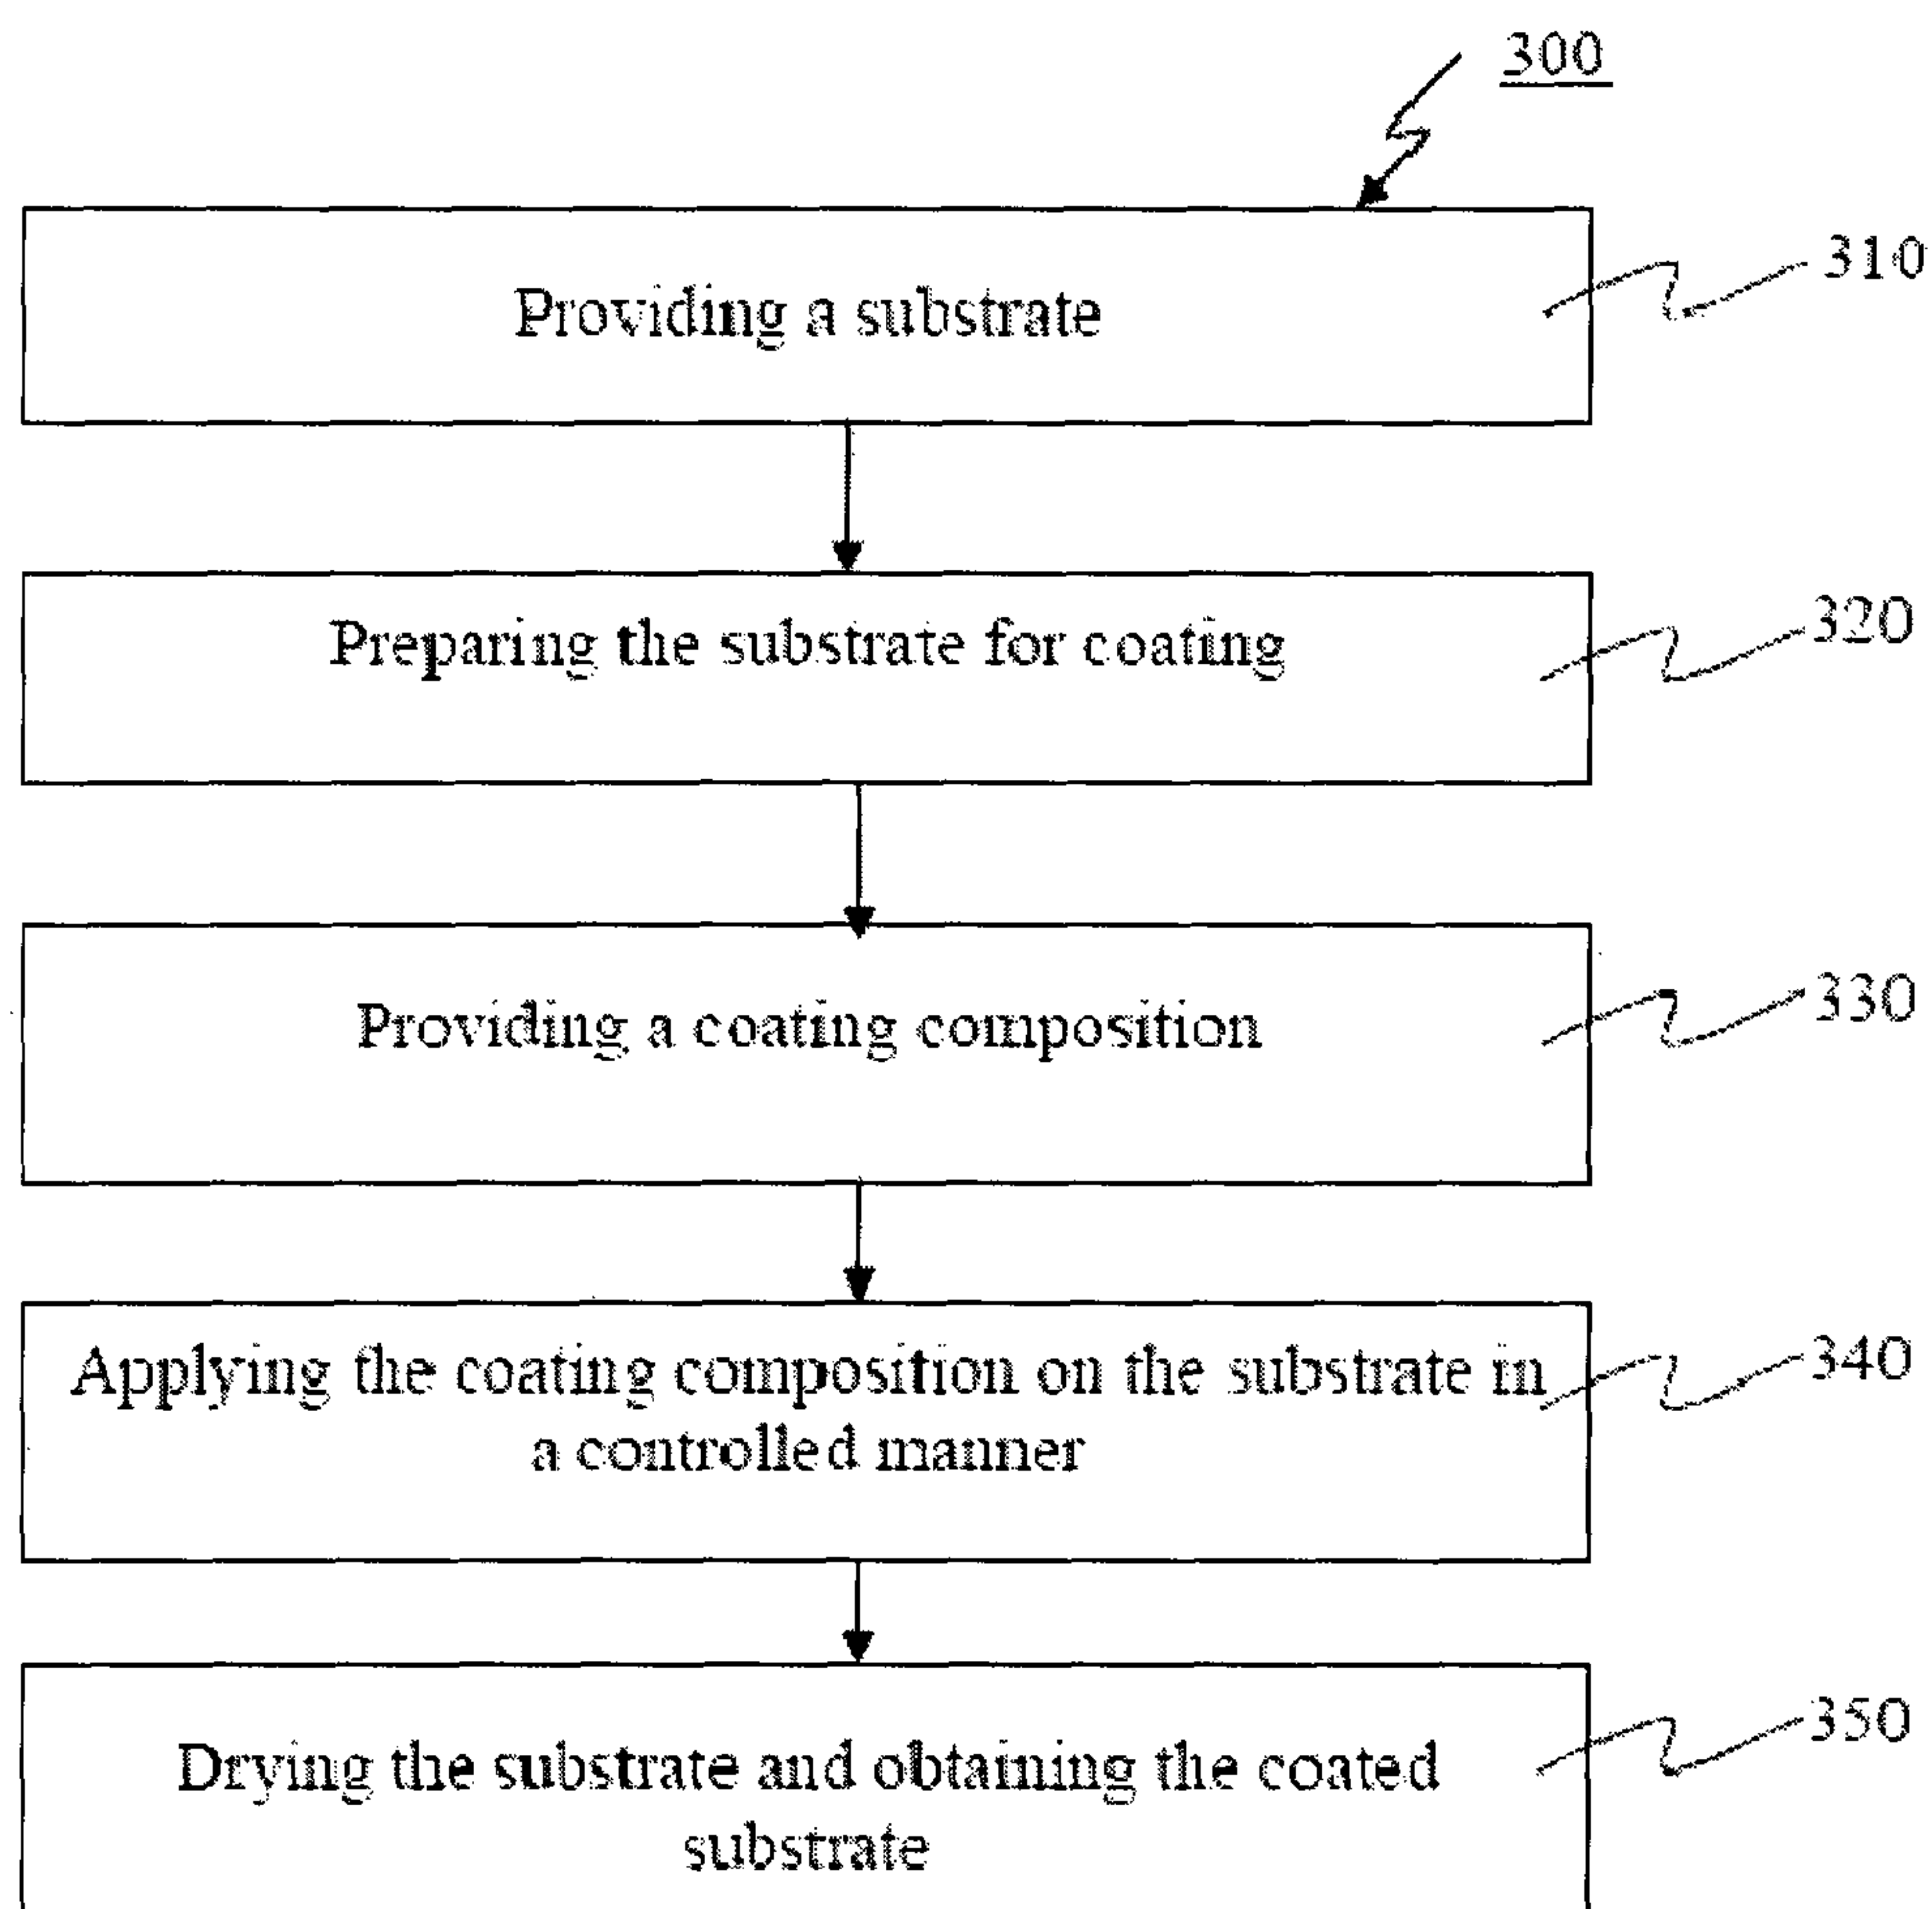 300
Providing a substrate
310
Preparing the substrate for coating
320
Providing a coating composition
330
Applying the coating composition on the substrate in
a controlled manner
340
Drying the substrate and obtaining the coated
substrate
350